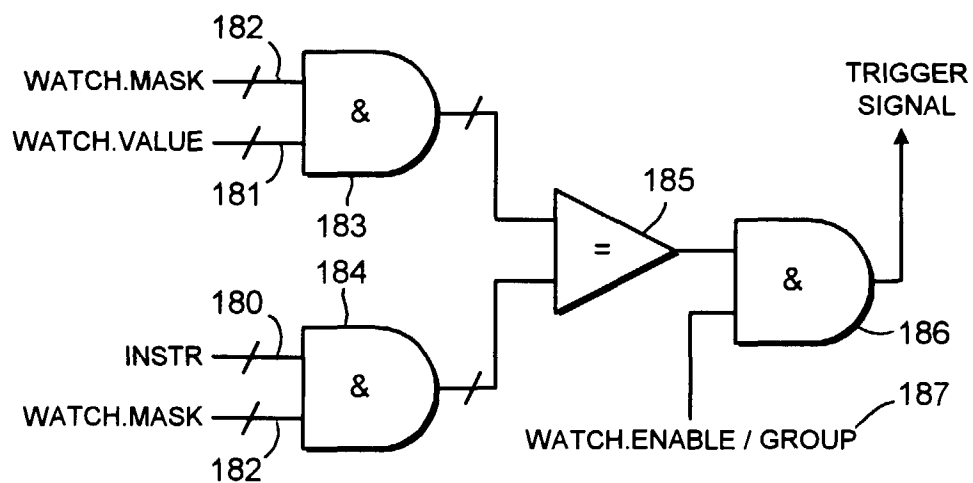 182
WATCH.MASK
&
WATCH.VALUE
181
183
TRIGGER
SIGNAL
185
=
&
186
184
180
INSTR
&
WATCH.MASK
182
187
WATCH.ENABLE / GROUP